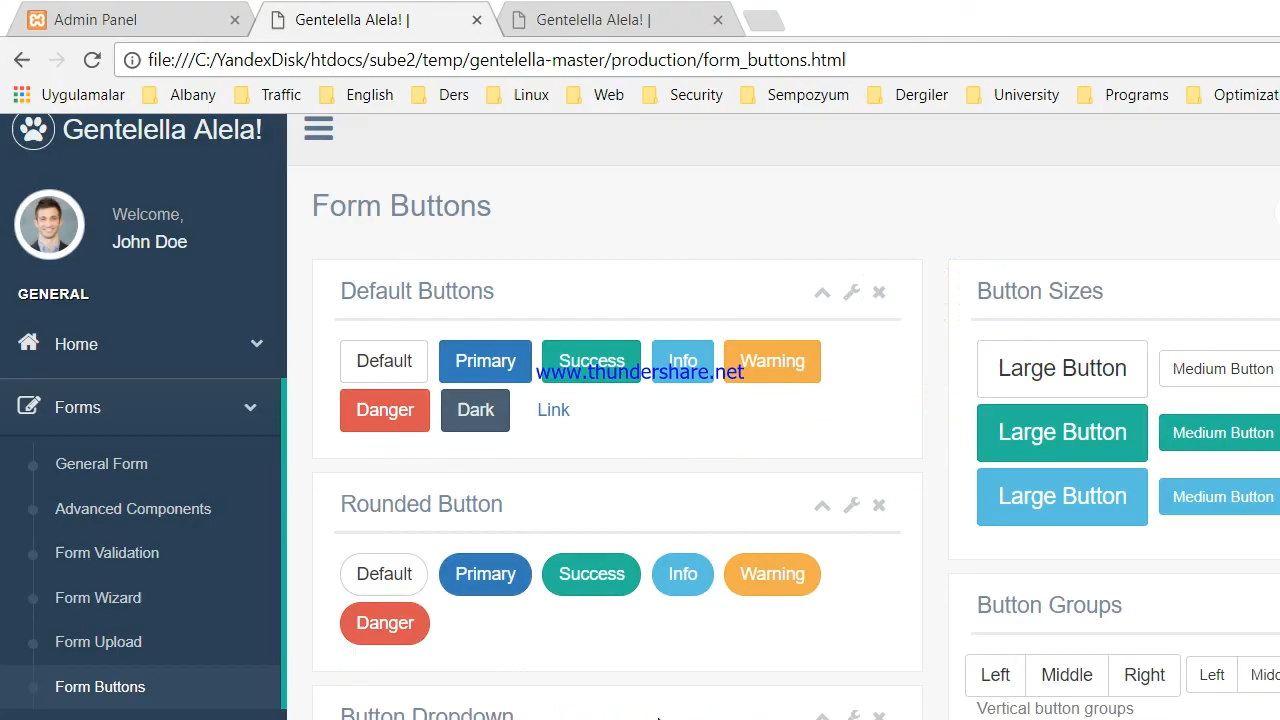 Admin Panel
Gentelella Alela! |
Gentelella Alela! |
file:///C:/YandexDisk/htdocs/sube2/temp/gentelella-master/production/form_buttons.html
Uygulamalar Albany Traffic English Ders Linux Web Security Sempozyum Dergiler University Programs Optimizat
Gentelella Alela!
Welcome,
John Doe
GENERAL
Home
Forms
General Form
Advanced Components
Form Validation
Form Wizard
Form Upload
Form Buttons
Form Buttons
Default Buttons
Default Primary Success Info Warning
www.thundershare.net
Danger Dark Link
Rounded Button
Default Primary Success Info Warning
Danger
Button Dropdown
Button Sizes
Large Button Medium Button
Large Button Medium Button
Large Button Medium Button
Button Groups
Left Middle Right Left Midd
Vertical button groups